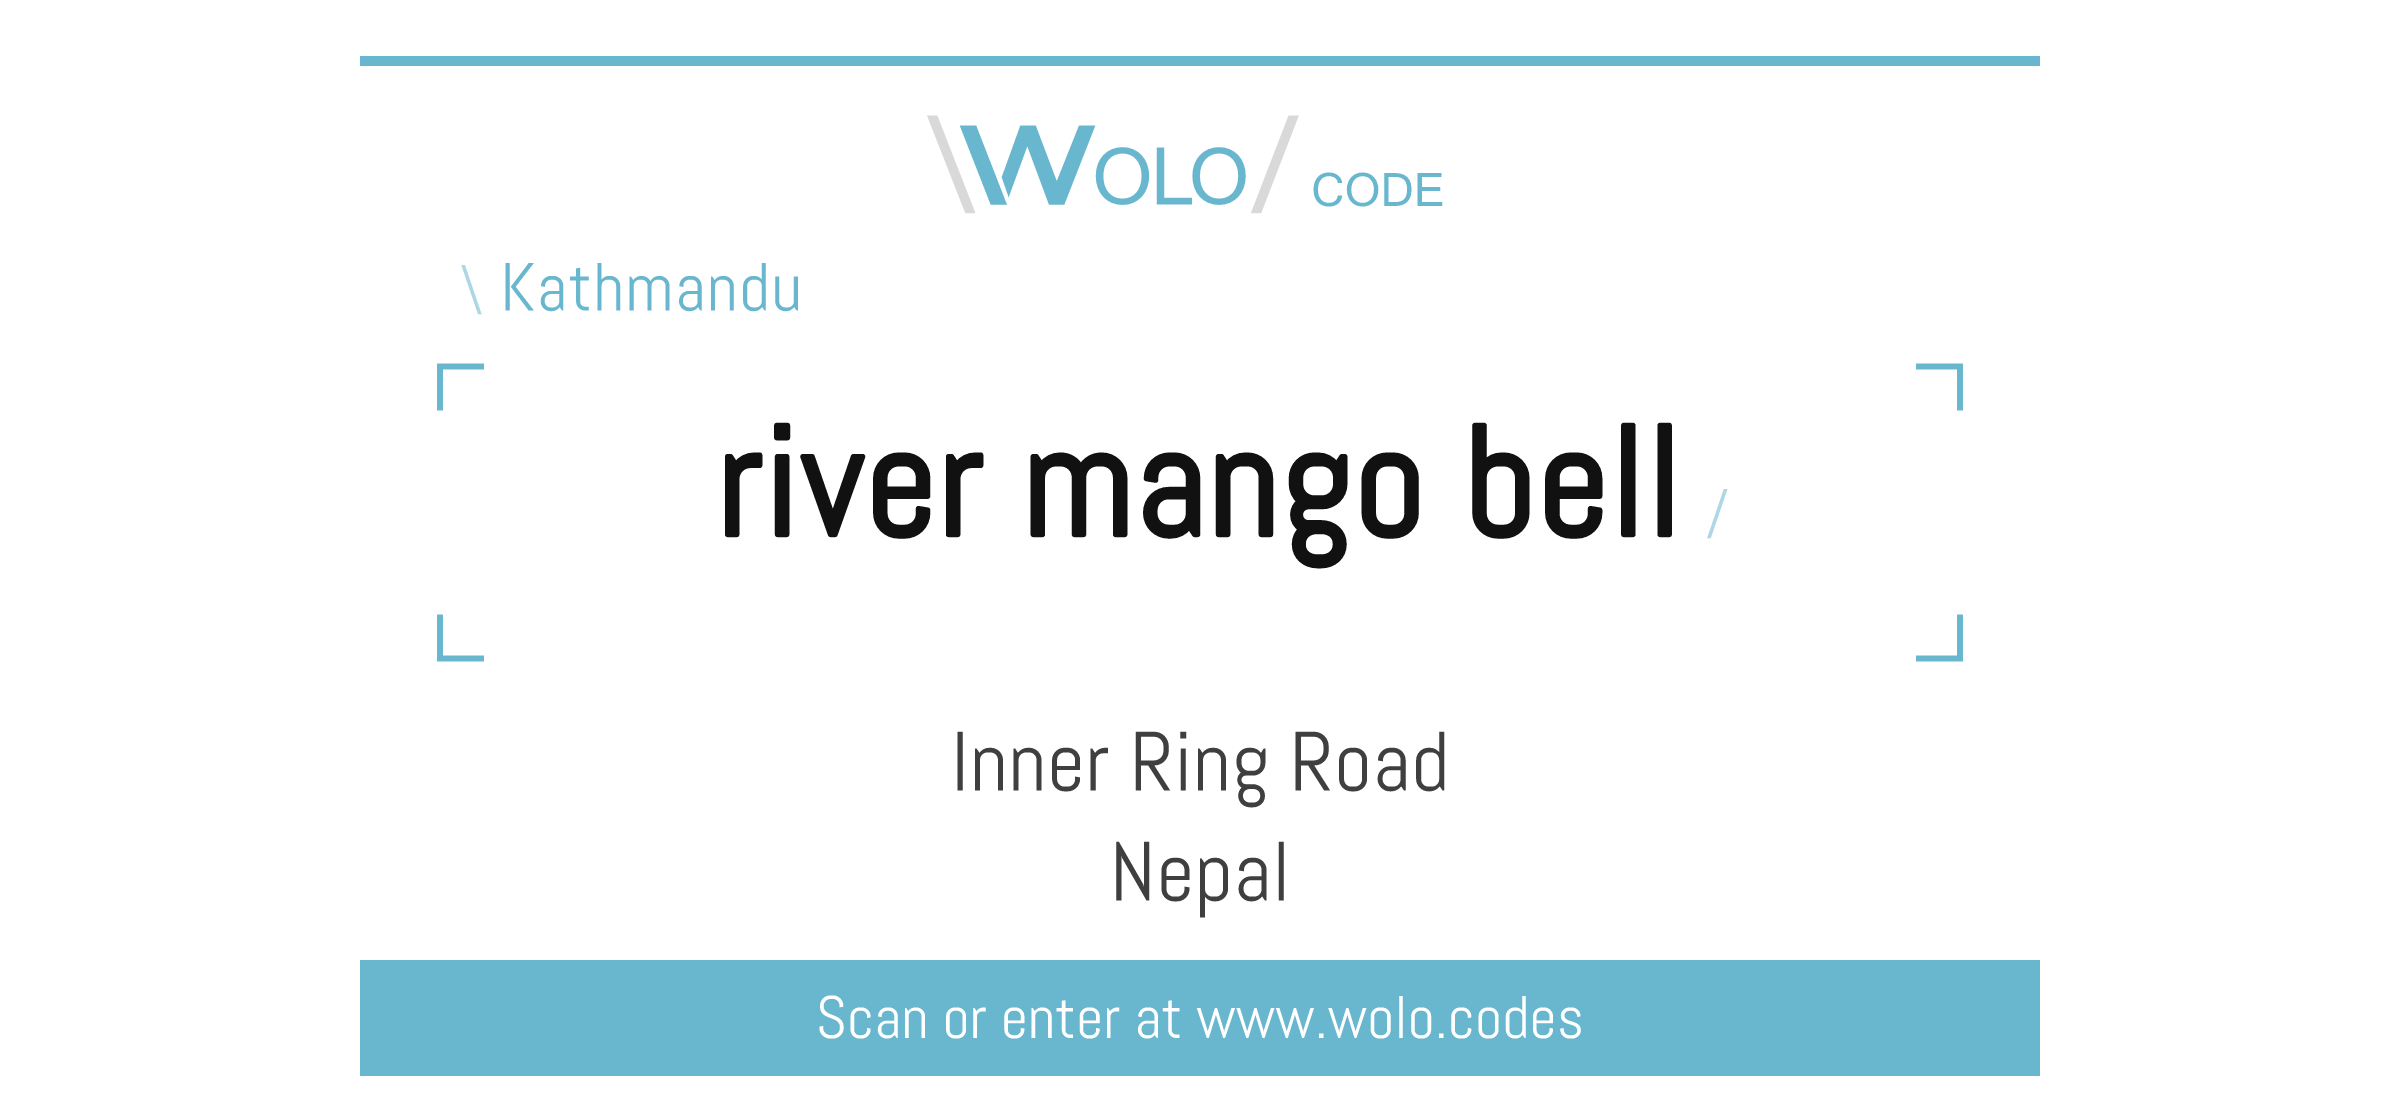 \WOLO/ CODE
\ Kathmandu
river mango bell /
Inner Ring Road
Nepal
Scan or enter at www.wolo.codes